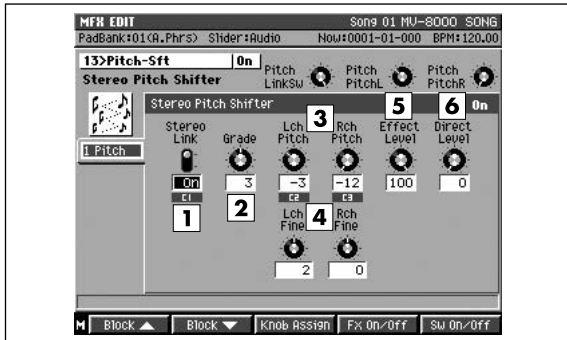 MFX EDIT Song 01 MV-8000 SONG
PadBank:01(A.Phrs) Slider:Audio Now:0001-01-000 BPM:120.00
13>Pitch-Sft On
Stereo Pitch Shifter
Pitch LinkSw Pitch PitchL Pitch PitchR
Stereo Pitch Shifter On
3 5 6
Stereo Link Grade Lch Pitch Rch Pitch Effect Level Direct Level
1 Pitch
On 3 -3 -12 100 0
C1 C2 C3
1 2 4
Lch Fine Rch Fine
2 0
M Block ▲ Block ▼ Knob Assign FX On/Off SW On/Off